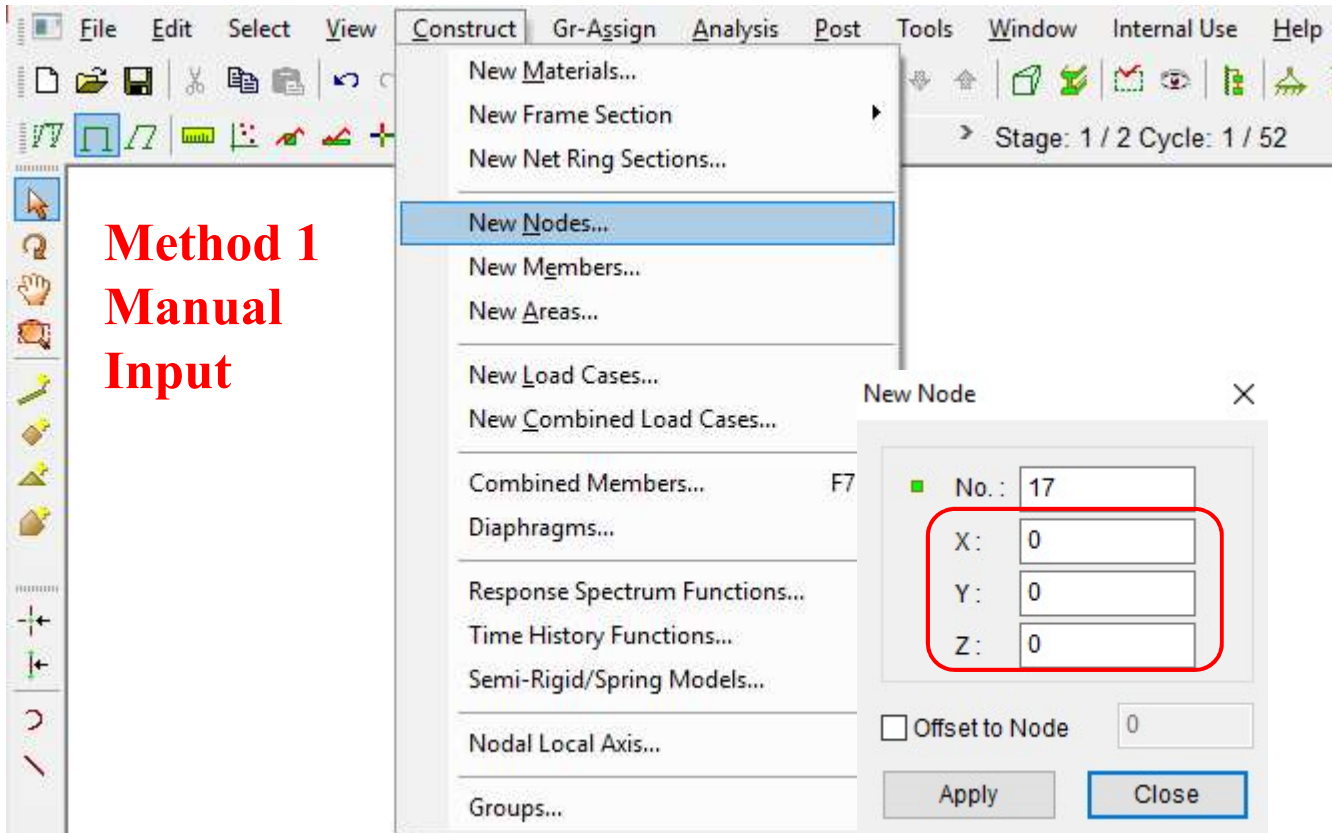 File Edit Select View Construct Gr-Assign Analysis Post Tools Window Internal Use Help
Stage: 1 / 2 Cycle: 1 / 52
Method 1
Manual
Input
New Materials...
New Frame Section
New Net Ring Sections...
New Nodes...
New Members...
New Areas...
New Load Cases...
New Combined Load Cases...
Combined Members... F7
Diaphragms...
Response Spectrum Functions...
Time History Functions...
Semi-Rigid/Spring Models...
Nodal Local Axis...
Groups...
New Node
No. : 17
X : 0
Y : 0
Z : 0
Offset to Node 0
Apply Close